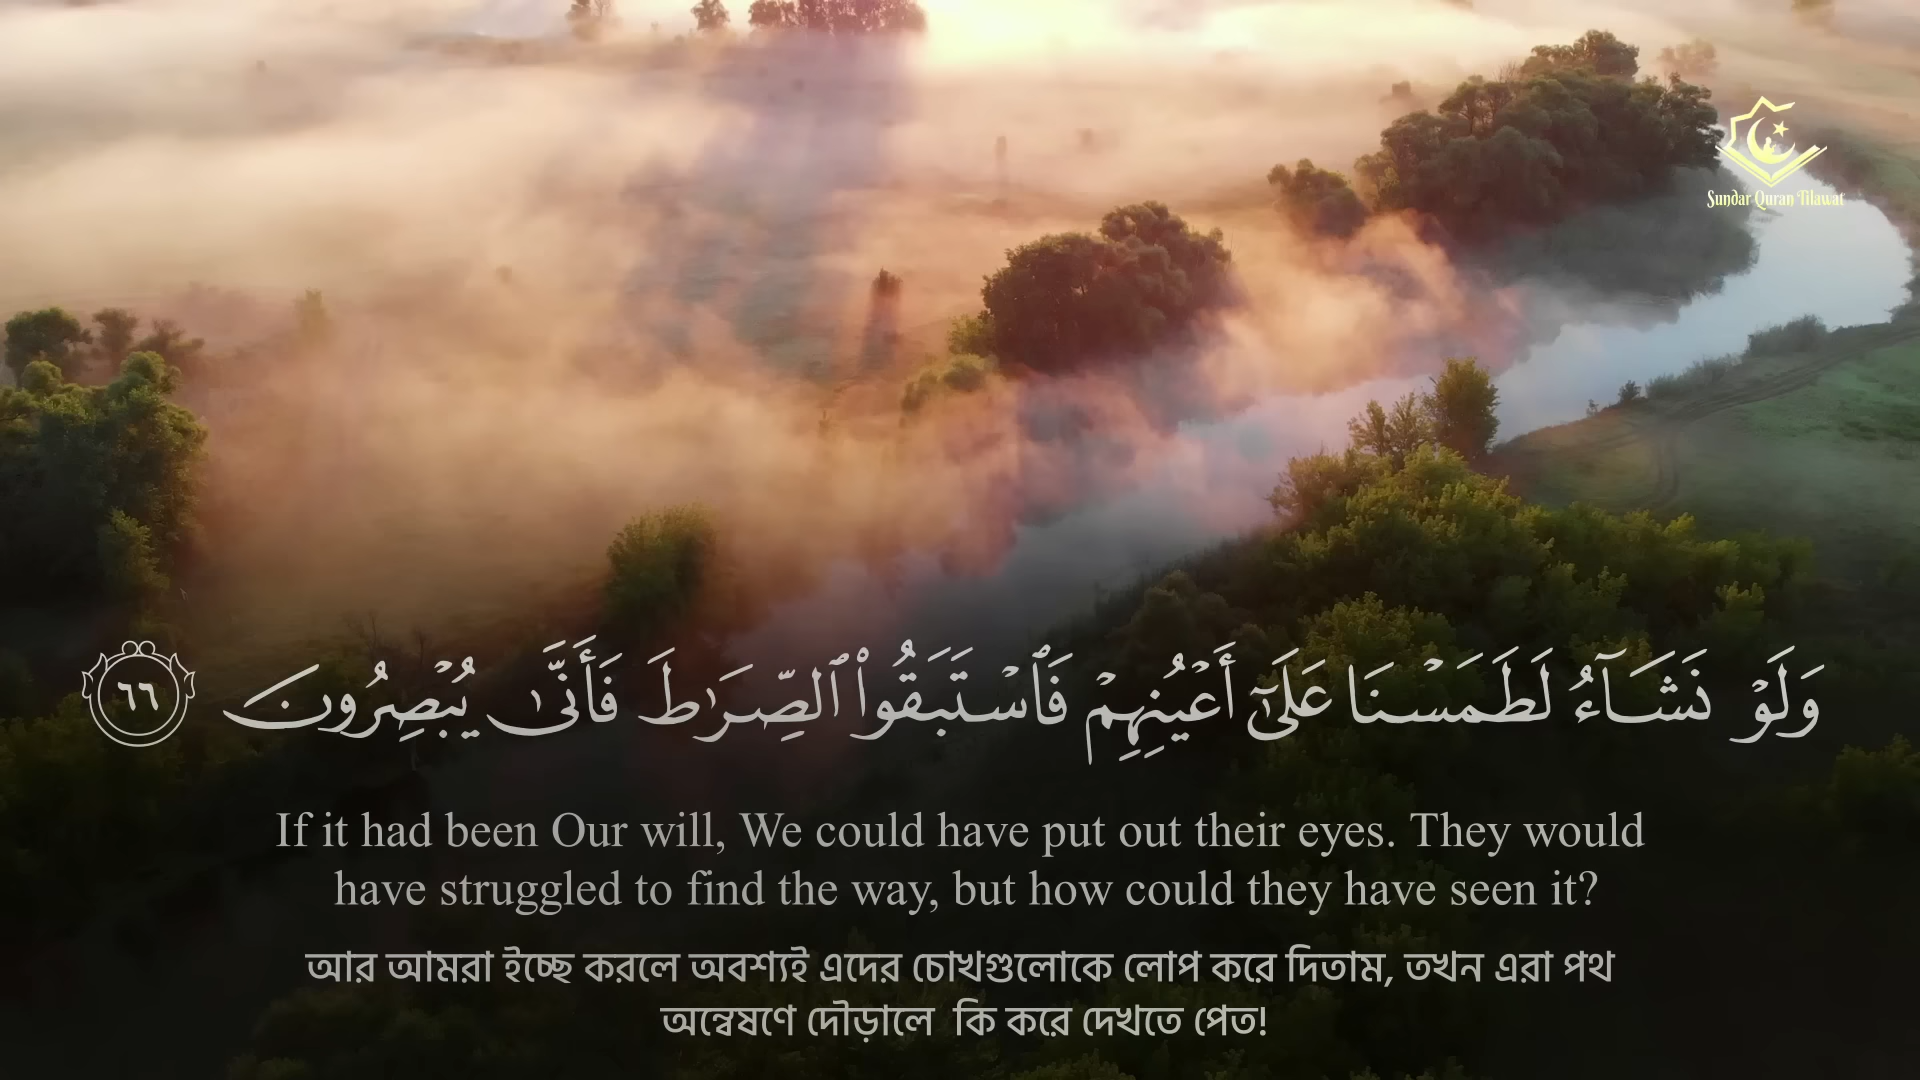 Sundar Quran Tilawat
وَلَوْ نَشَآءُ لَطَمَسْنَا عَلَىٰٓ أَعْيُنِهِمْ فَٱسْتَبَقُوا۟ ٱلصِّرَٰطَ فَأَنَّىٰ يُبْصِرُونَ ٦٦
If it had been Our will, We could have put out their eyes. They would
have struggled to find the way, but how could they have seen it?
আর আমরা ইচ্ছে করলে অবশ্যই এদের চোখগুলোকে লোপ করে দিতাম, তখন এরা পথ
অন্বেষণে দৌড়ালে  কি করে দেখতে পেত!